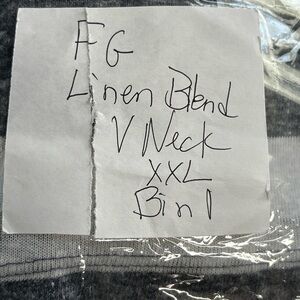 FG
Linen Blend
V Neck
XXL
Bin 1